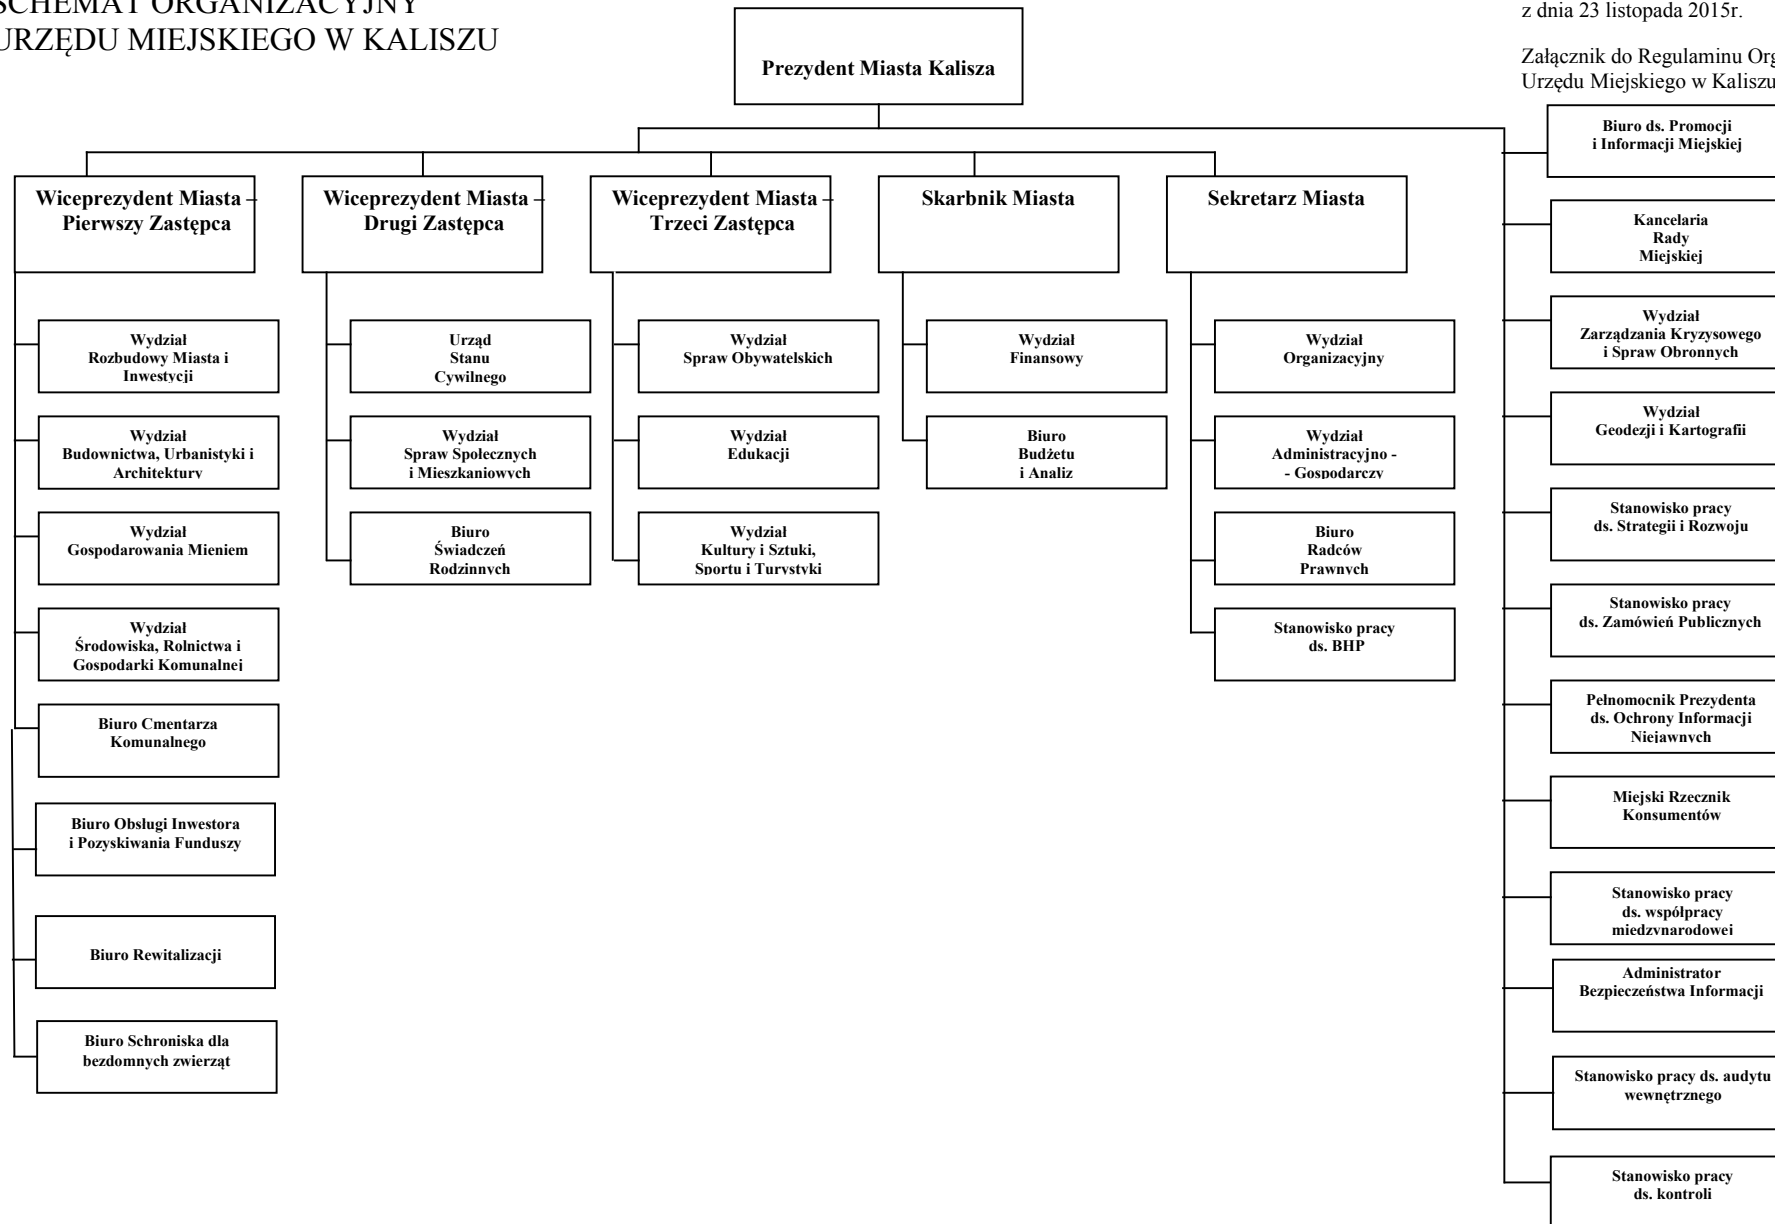 SCHEMAT ORGANIZACYJNY
URZĘDU MIEJSKIEGO W KALISZU
z dnia 23 listopada 2015r.
Załącznik do Regulaminu Org
Urzędu Miejskiego w Kaliszu
Prezydent Miasta Kalisza
Wiceprezydent Miasta –
Pierwszy Zastępca
Wiceprezydent Miasta –
Drugi Zastępca
Wiceprezydent Miasta –
Trzeci Zastępca
Skarbnik Miasta
Sekretarz Miasta
Wydział
Rozbudowy Miasta i
Inwestycji
Wydział
Budownictwa, Urbanistyki i
Architektury
Wydział
Gospodarowania Mieniem
Wydział
Środowiska, Rolnictwa i
Gospodarki Komunalnej
Biuro Cmentarza
Komunalnego
Biuro Obsługi Inwestora
i Pozyskiwania Funduszy
Biuro Rewitalizacji
Biuro Schroniska dla
bezdomnych zwierząt
Urząd
Stanu
Cywilnego
Wydział
Spraw Społecznych
i Mieszkaniowych
Biuro
Świadczeń
Rodzinnych
Wydział
Spraw Obywatelskich
Wydział
Edukacji
Wydział
Kultury i Sztuki,
Sportu i Turystyki
Wydział
Finansowy
Biuro
Budżetu
i Analiz
Wydział
Organizacyjny
Wydział
Administracyjno -
- Gospodarczy
Biuro
Radców
Prawnych
Stanowisko pracy
ds. BHP
Biuro ds. Promocji
i Informacji Miejskiej
Kancelaria
Rady
Miejskiej
Wydział
Zarządzania Kryzysowego
i Spraw Obronnych
Wydział
Geodezji i Kartografii
Stanowisko pracy
ds. Strategii i Rozwoju
Stanowisko pracy
ds. Zamówień Publicznych
Pełnomocnik Prezydenta
ds. Ochrony Informacji
Niejawnych
Miejski Rzecznik
Konsumentów
Stanowisko pracy
ds. współpracy
międzynarodowej
Administrator
Bezpieczeństwa Informacji
Stanowisko pracy ds. audytu
wewnętrznego
Stanowisko pracy
ds. kontroli